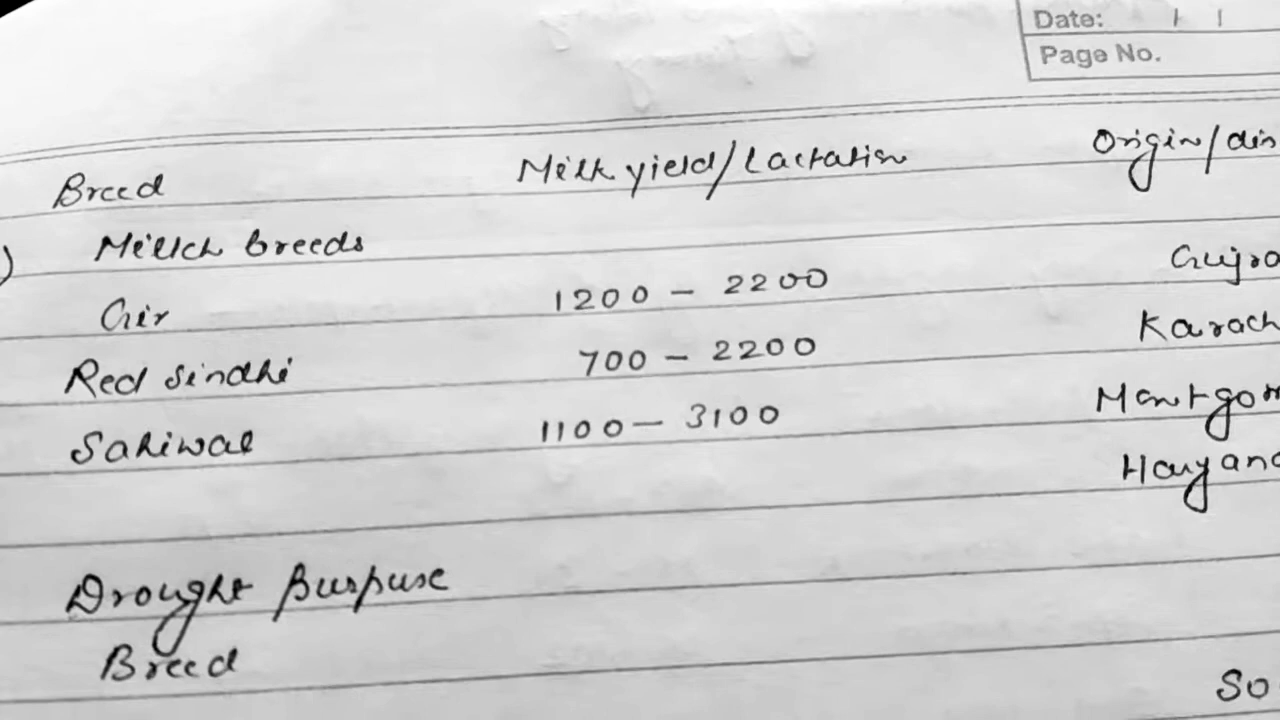 Date: / /
Page No.
Breed Milk yield/Lactation Origin/dis
) Milch breeds
Gir 1200 - 2200 Gujra
Red Sindhi 700 - 2200 Karach
Sahiwal 1100 - 3100 Montgom
Haryana
Drought Purpuse
Breed
So